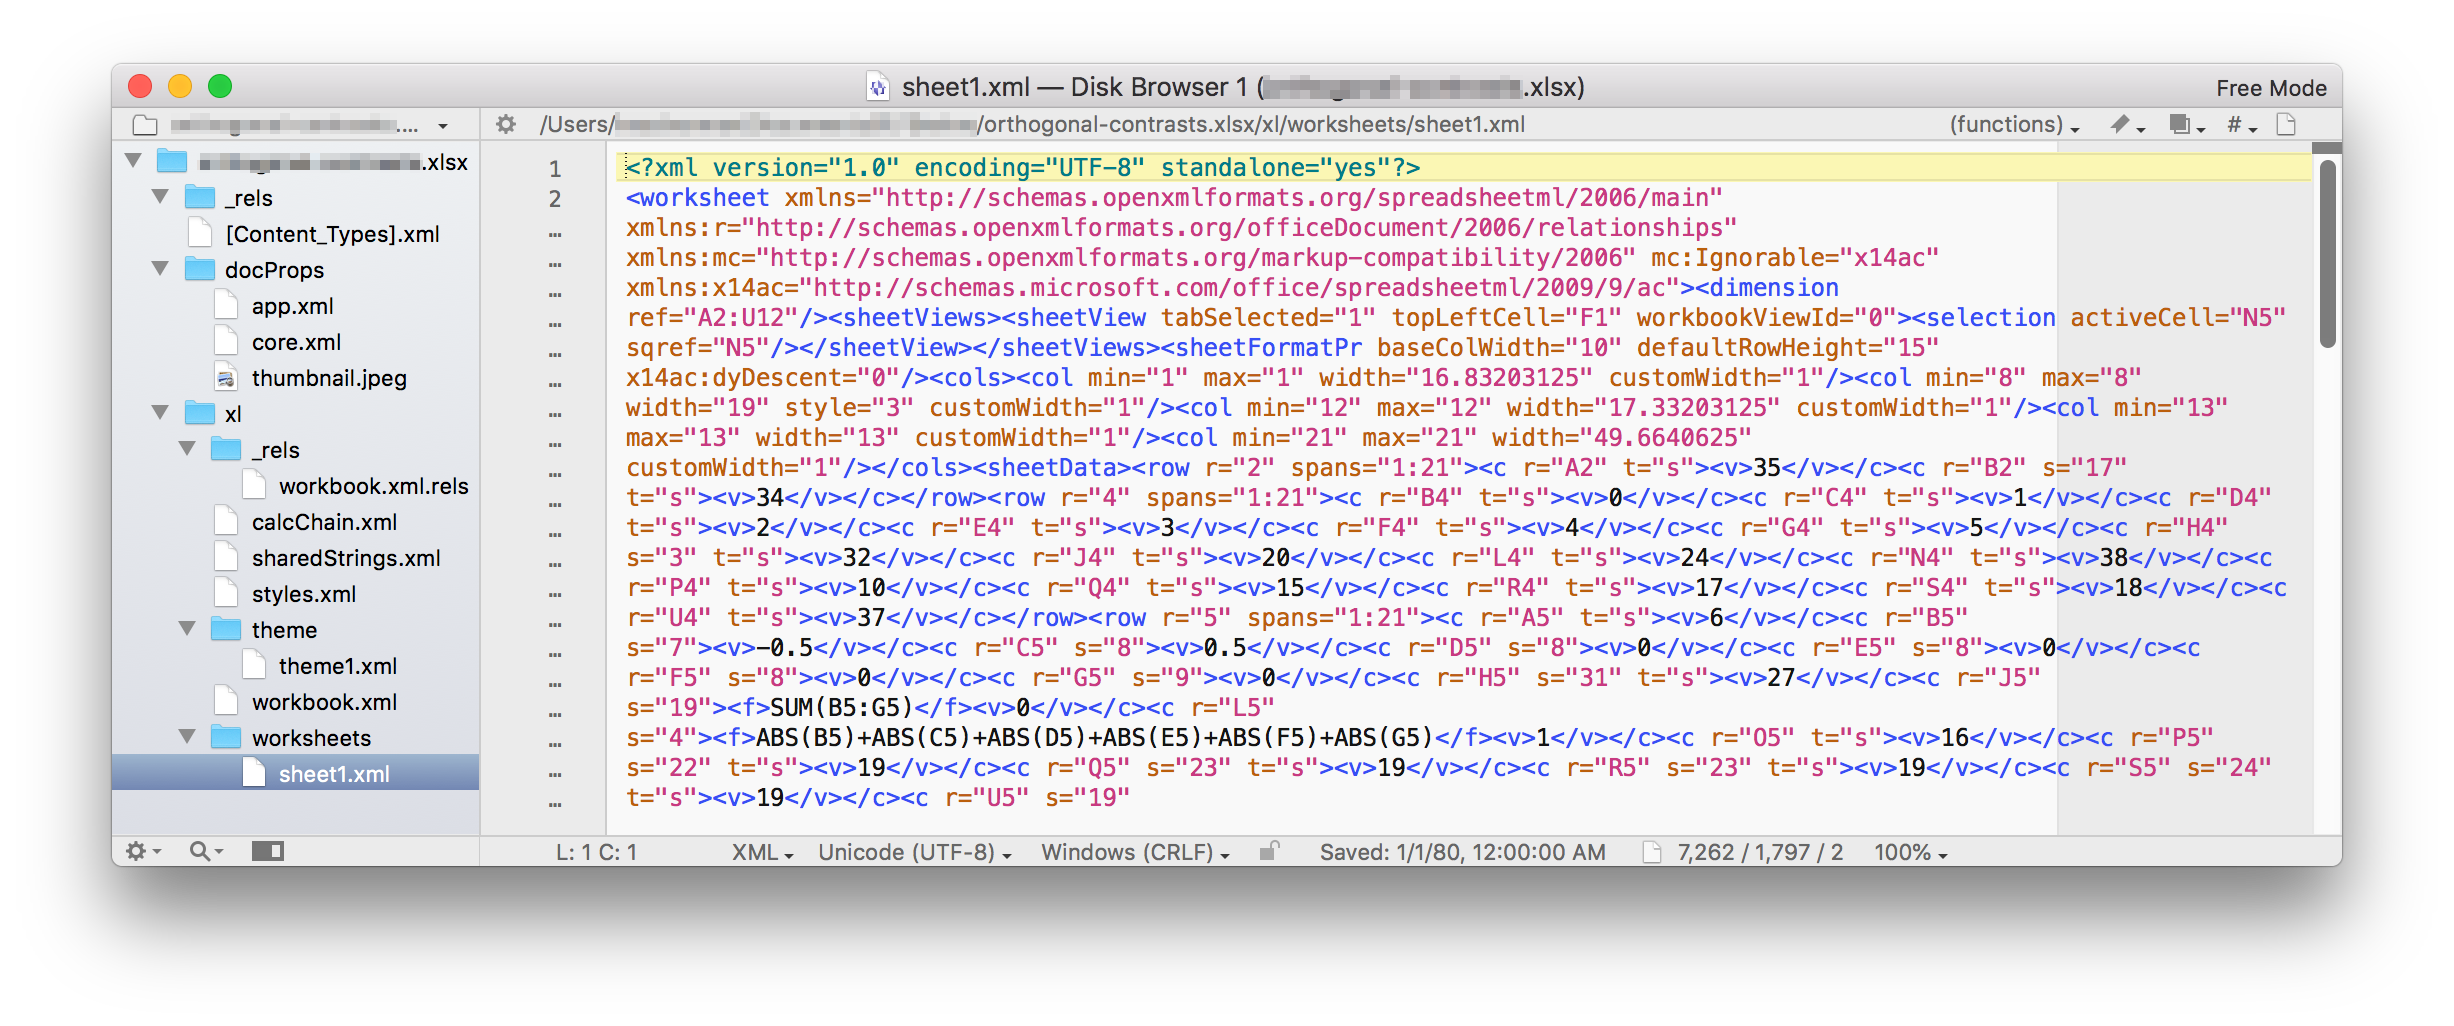 sheet1.xml — Disk Browser 1 (.xlsx)
Free Mode
...
/Users/
/orthogonal-contrasts.xlsx/xl/worksheets/sheet1.xml
(functions)
#
.xlsx
_rels
[Content_Types].xml
docProps
app.xml
core.xml
thumbnail.jpeg
xl
_rels
workbook.xml.rels
calcChain.xml
sharedStrings.xml
styles.xml
theme
theme1.xml
workbook.xml
worksheets
sheet1.xml
1 <?xml version="1.0" encoding="UTF-8" standalone="yes"?>
2 <worksheet xmlns="http://schemas.openxmlformats.org/spreadsheetml/2006/main"
… xmlns:r="http://schemas.openxmlformats.org/officeDocument/2006/relationships"
… xmlns:mc="http://schemas.openxmlformats.org/markup-compatibility/2006" mc:Ignorable="x14ac"
… xmlns:x14ac="http://schemas.microsoft.com/office/spreadsheetml/2009/9/ac"><dimension
… ref="A2:U12"/><sheetViews><sheetView tabSelected="1" topLeftCell="F1" workbookViewId="0"><selection activeCell="N5"
… sqref="N5"/></sheetView></sheetViews><sheetFormatPr baseColWidth="10" defaultRowHeight="15"
… x14ac:dyDescent="0"/><cols><col min="1" max="1" width="16.83203125" customWidth="1"/><col min="8" max="8"
… width="19" style="3" customWidth="1"/><col min="12" max="12" width="17.33203125" customWidth="1"/><col min="13"
… max="13" width="13" customWidth="1"/><col min="21" max="21" width="49.6640625"
… customWidth="1"/></cols><sheetData><row r="2" spans="1:21"><c r="A2" t="s"><v>35</v></c><c r="B2" s="17"
… t="s"><v>34</v></c></row><row r="4" spans="1:21"><c r="B4" t="s"><v>0</v></c><c r="C4" t="s"><v>1</v></c><c r="D4"
… t="s"><v>2</v></c><c r="E4" t="s"><v>3</v></c><c r="F4" t="s"><v>4</v></c><c r="G4" t="s"><v>5</v></c><c r="H4"
… s="3" t="s"><v>32</v></c><c r="J4" t="s"><v>20</v></c><c r="L4" t="s"><v>24</v></c><c r="N4" t="s"><v>38</v></c><c
… r="P4" t="s"><v>10</v></c><c r="Q4" t="s"><v>15</v></c><c r="R4" t="s"><v>17</v></c><c r="S4" t="s"><v>18</v></c><c
… r="U4" t="s"><v>37</v></c></row><row r="5" spans="1:21"><c r="A5" t="s"><v>6</v></c><c r="B5"
… s="7"><v>-0.5</v></c><c r="C5" s="8"><v>0.5</v></c><c r="D5" s="8"><v>0</v></c><c r="E5" s="8"><v>0</v></c><c
… r="F5" s="8"><v>0</v></c><c r="G5" s="9"><v>0</v></c><c r="H5" s="31" t="s"><v>27</v></c><c r="J5"
… s="19"><f>SUM(B5:G5)</f><v>0</v></c><c r="L5"
… s="4"><f>ABS(B5)+ABS(C5)+ABS(D5)+ABS(E5)+ABS(F5)+ABS(G5)</f><v>1</v></c><c r="O5" t="s"><v>16</v></c><c r="P5"
… s="22" t="s"><v>19</v></c><c r="Q5" s="23" t="s"><v>19</v></c><c r="R5" s="23" t="s"><v>19</v></c><c r="S5" s="24"
… t="s"><v>19</v></c><c r="U5" s="19"
L: 1 C: 1 XML Unicode (UTF-8) Windows (CRLF) Saved: 1/1/80, 12:00:00 AM 7,262 / 1,797 / 2 100%